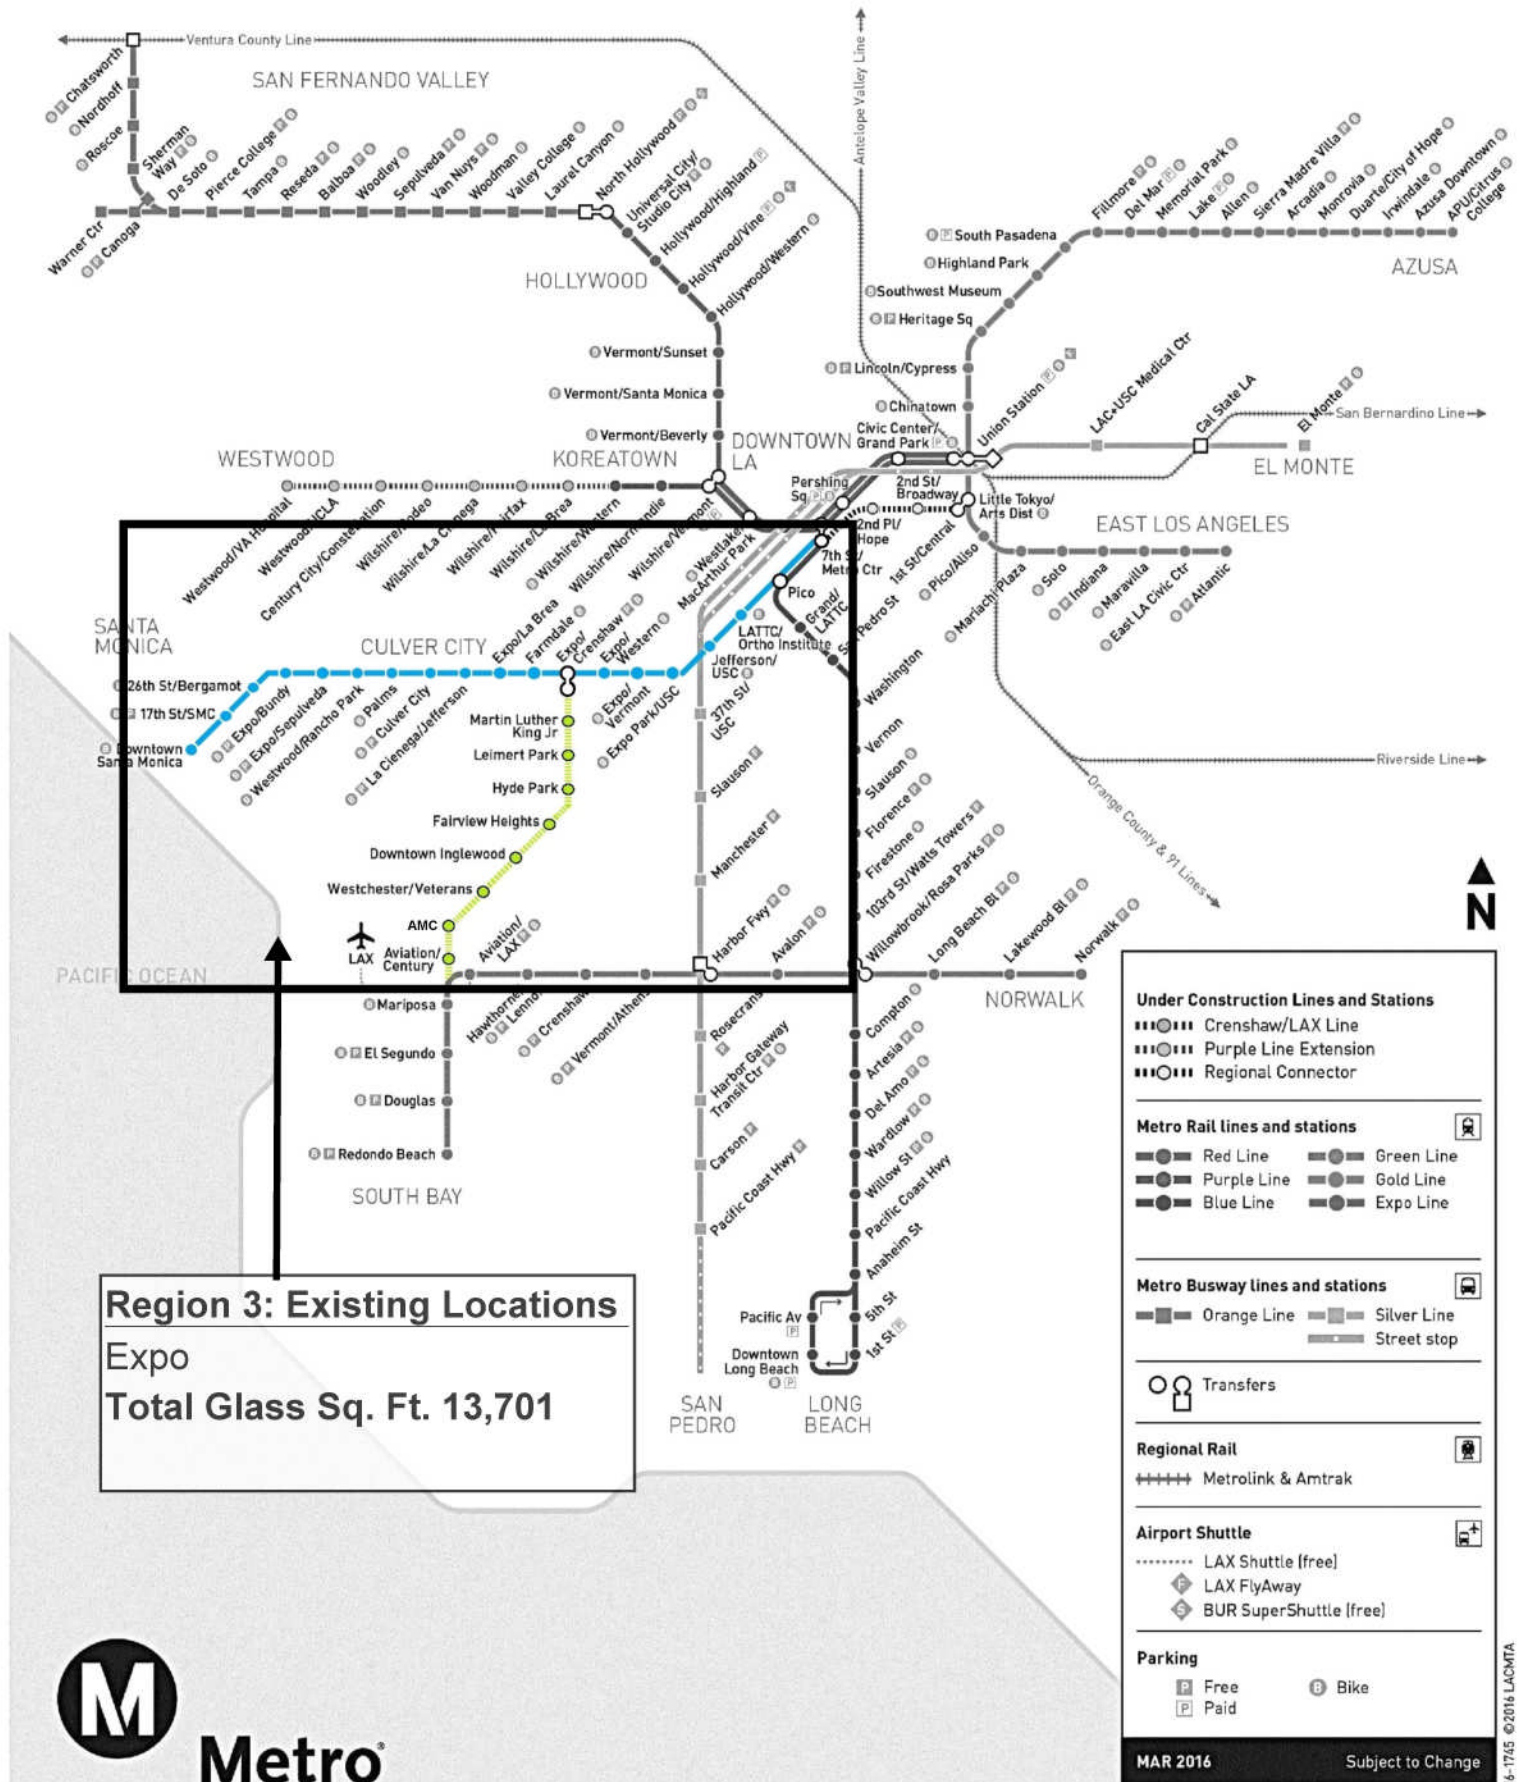 Ventura County Line
Antelope Valley Line
SAN FERNANDO VALLEY
Chatsworth
Nordhoff
Roscoe
Sherman
Way
De Soto
Pierce College
Tampa
Reseda
Balboa
Woodley
Sepulveda
Van Nuys
Woodman
Valley College
Laurel Canyon
North Hollywood
Warner Ctr
Canoga
Universal City/
Studio City
Hollywood/Highland
Hollywood/Vine
Hollywood/Western
HOLLYWOOD
Vermont/Sunset
Vermont/Santa Monica
Vermont/Beverly
Fillmore
Del Mar
Memorial Park
Lake
Allen
Sierra Madre Villa
Arcadia
Monrovia
Duarte/City of Hope
Irwindale
Azusa Downtown
APU/Citrus
College
AZUSA
South Pasadena
Highland Park
Southwest Museum
Heritage Sq
Lincoln/Cypress
Chinatown
Union Station
LAC+USC Medical Ctr
Cal State LA
El Monte
San Bernardino Line
EL MONTE
Civic Center/
Grand Park
DOWNTOWN
LA
WESTWOOD
KOREATOWN
Pershing
Sq
2nd St/
Broadway
Little Tokyo/
Arts Dist
EAST LOS ANGELES
Westwood/VA Hospital
Westwood/UCLA
Century City/Constellation
Wilshire/Rodeo
Wilshire/La Cienega
Wilshire/Fairfax
Wilshire/La Brea
Wilshire/Western
Wilshire/Normandie
Wilshire/Vermont
Westlake/
MacArthur Park
2nd Pl/
Hope
7th St/
Metro Ctr
1st St/Central
Pico/Aliso
Mariachi Plaza
Soto
Indiana
Maravilla
East LA Civic Ctr
Atlantic
Pico
Grand/
LATTC
San Pedro St
Washington
Vernon
Slauson
Florence
Firestone
103rd St/Watts Towers
Willowbrook/Rosa Parks
SANTA
MONICA
CULVER CITY
Expo/La Brea
Farmdale
Expo/
Crenshaw
Expo/
Western
LATTC/
Ortho Institute
Jefferson/
USC
26th St/Bergamot
17th St/SMC
Downtown
Santa Monica
Expo/Bundy
Expo/Sepulveda
Westwood/Rancho Park
Palms
Culver City
La Cienega/Jefferson
Expo/
Vermont
Expo Park/USC
37th St/
USC
Slauson
Manchester
Harbor Fwy
Avalon
Martin Luther
King Jr
Leimert Park
Hyde Park
Fairview Heights
Downtown Inglewood
Westchester/Veterans
AMC
LAX
Aviation/
Century
Aviation/
LAX
Riverside Line
Orange County & 91 Lines
Long Beach Bl
Lakewood Bl
Norwalk
NORWALK
N
PACIFIC OCEAN
Mariposa
El Segundo
Douglas
Redondo Beach
SOUTH BAY
Hawthorne/
Lennox
Crenshaw
Vermont/Athens
Rosecrans
Harbor Gateway
Transit Ctr
Carson
Pacific Coast Hwy
Compton
Artesia
Del Amo
Wardlow
Willow St
Pacific Coast Hwy
Anaheim St
5th St
1st St
Pacific Av
Downtown
Long Beach
SAN
PEDRO
LONG
BEACH
Region 3: Existing Locations
Expo
Total Glass Sq. Ft. 13,701
Under Construction Lines and Stations
Crenshaw/LAX Line
Purple Line Extension
Regional Connector
Metro Rail lines and stations
Red Line
Green Line
Purple Line
Gold Line
Blue Line
Expo Line
Metro Busway lines and stations
Orange Line
Silver Line
Street stop
Transfers
Regional Rail
Metrolink & Amtrak
Airport Shuttle
LAX Shuttle (free)
F LAX FlyAway
S BUR SuperShuttle (free)
Parking
P Free
B Bike
P Paid
MAR 2016
Subject to Change
6-1745 ©2016 LACMTA
M
Metro®